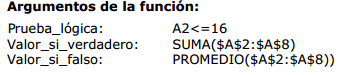 Argumentos de la función:
Prueba_lógica: A2<=16
Valor_si_verdadero: SUMA($A$2:$A$8)
Valor_si_falso: PROMEDIO($A$2:$A$8))